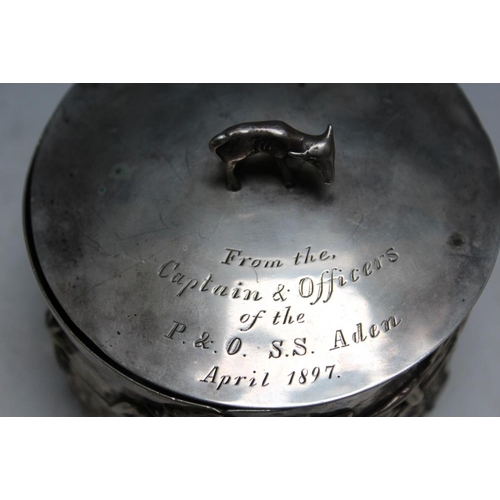 From the,
Captain & Officers
of the
P. & O. S.S. Aden
April 1897.